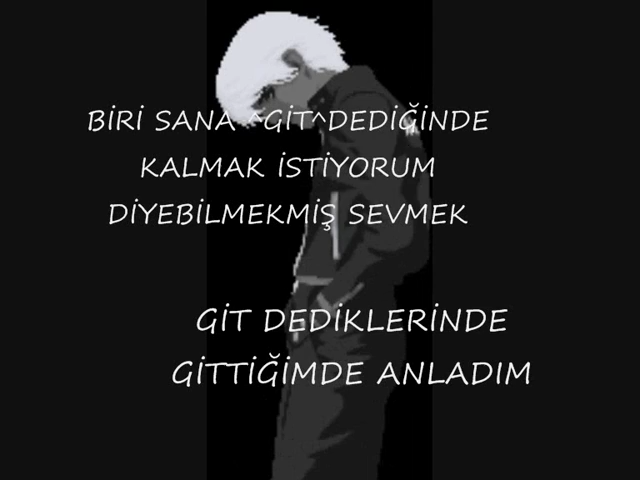 BİRİ SANA ^GİT^DEDİĞİNDE
KALMAK İSTİYORUM
DİYEBİLMEKMİŞ SEVMEK
GİT DEDİKLERİNDE
GİTTİĞİMDE ANLADIM